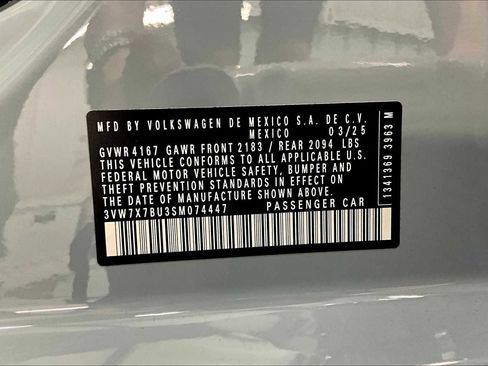 MFD BY VOLKSWAGEN DE MEXICO S.A. DE C.V.
MEXICO 03/25
GVWR 4167 GAWR FRONT 2183 / REAR 2094 LBS
THIS VEHICLE CONFORMS TO ALL APPLICABLE U.S.
FEDERAL MOTOR VEHICLE SAFETY, BUMPER AND
THEFT PREVENTION STANDARDS IN EFFECT ON
THE DATE OF MANUFACTURE SHOWN ABOVE.
3VW7X7BU3SM074447 PASSENGER CAR
1341369 3963 M